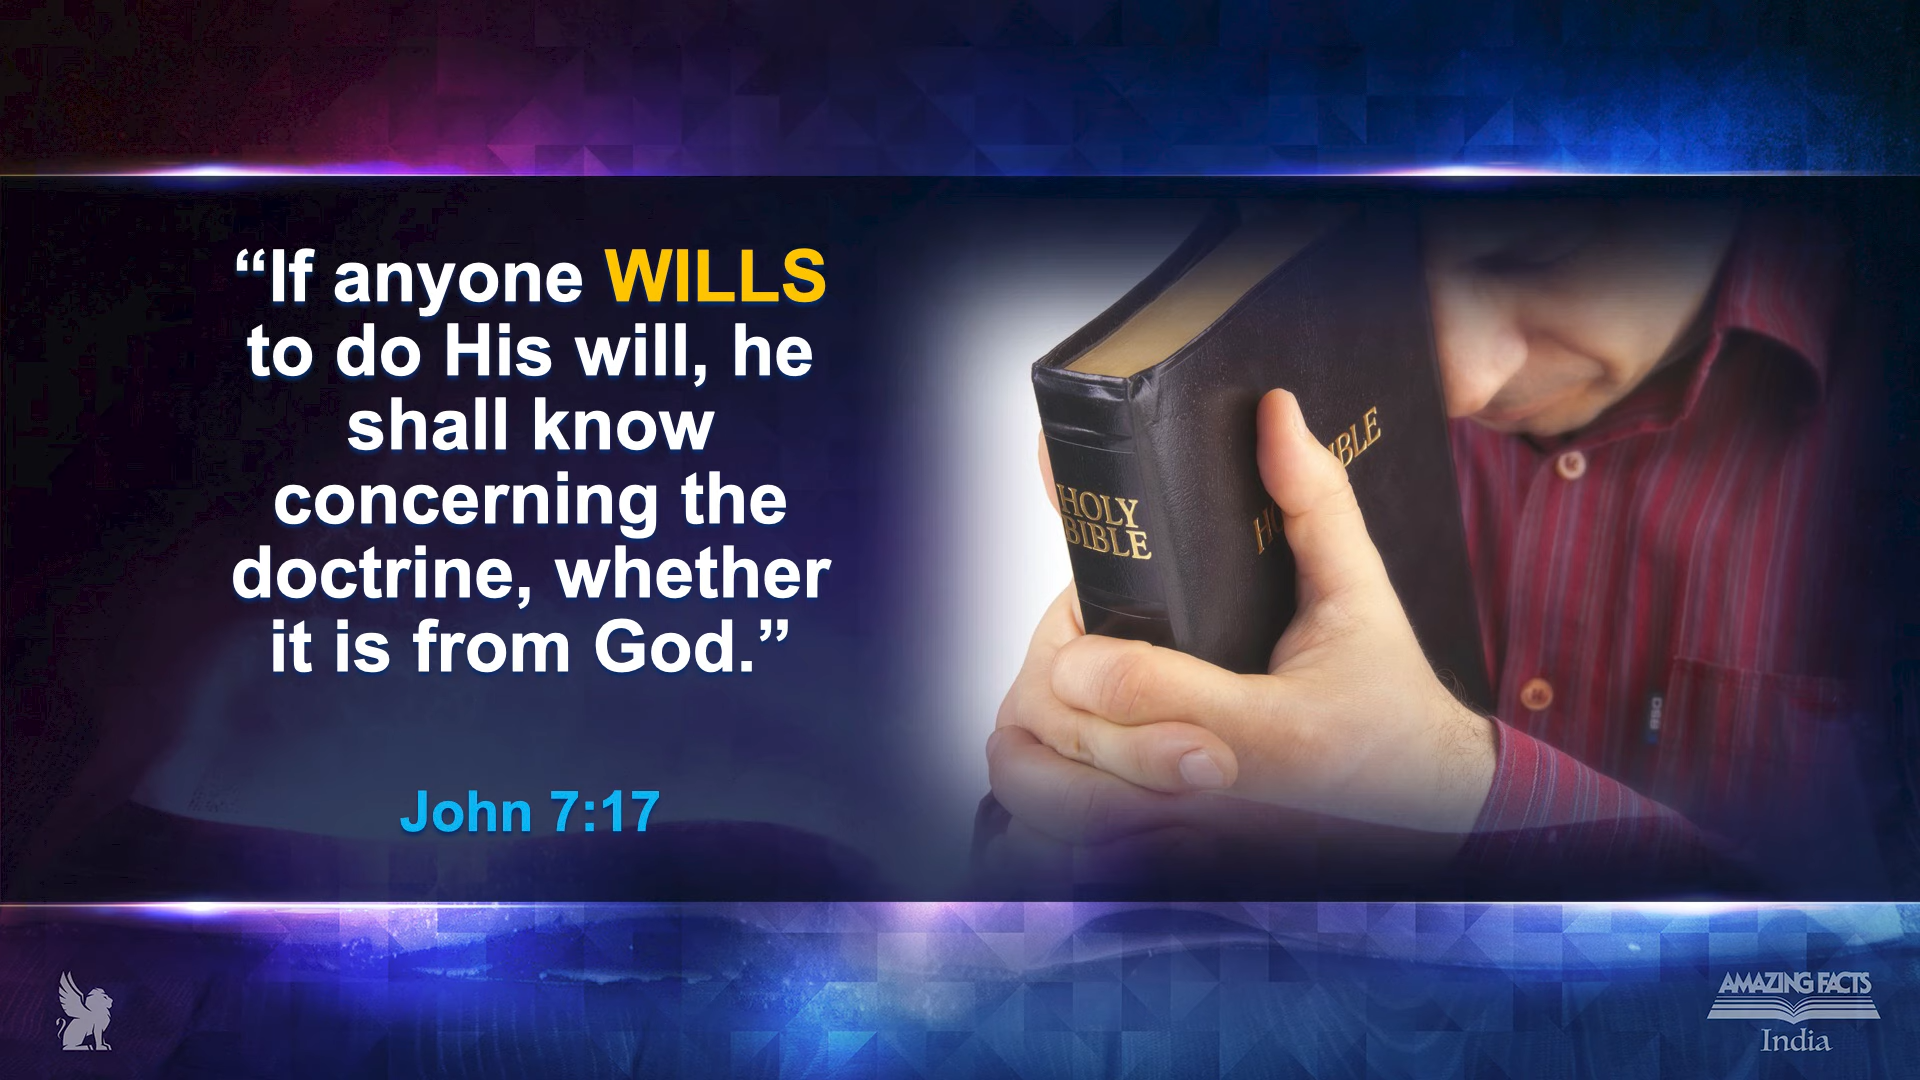 “If anyone WILLS
to do His will, he
shall know
concerning the
doctrine, whether
it is from God.”
John 7:17
HOLY
BIBLE
AMAZING FACTS
India